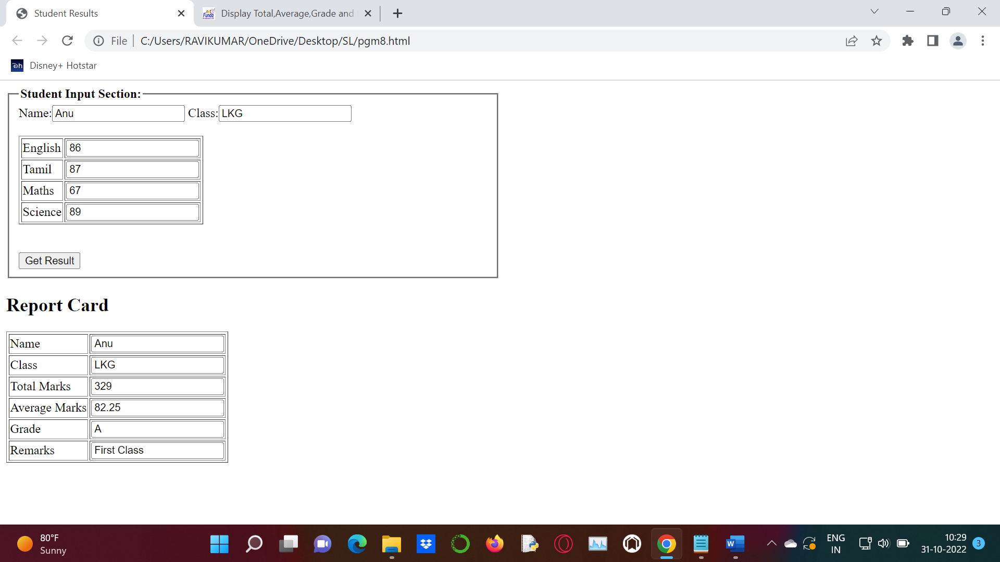 Student Results
Display Total,Average,Grade and
File
C:/Users/RAVIKUMAR/OneDrive/Desktop/SL/pgm8.html
Disney+ Hotstar
Student Input Section:
Name: Anu Class: LKG
English 86
Tamil 87
Maths 67
Science 89
Get Result
Report Card
Name Anu
Class LKG
Total Marks 329
Average Marks 82.25
Grade A
Remarks First Class
80°F
Sunny
ENG
IN
10:29
31-10-2022
3